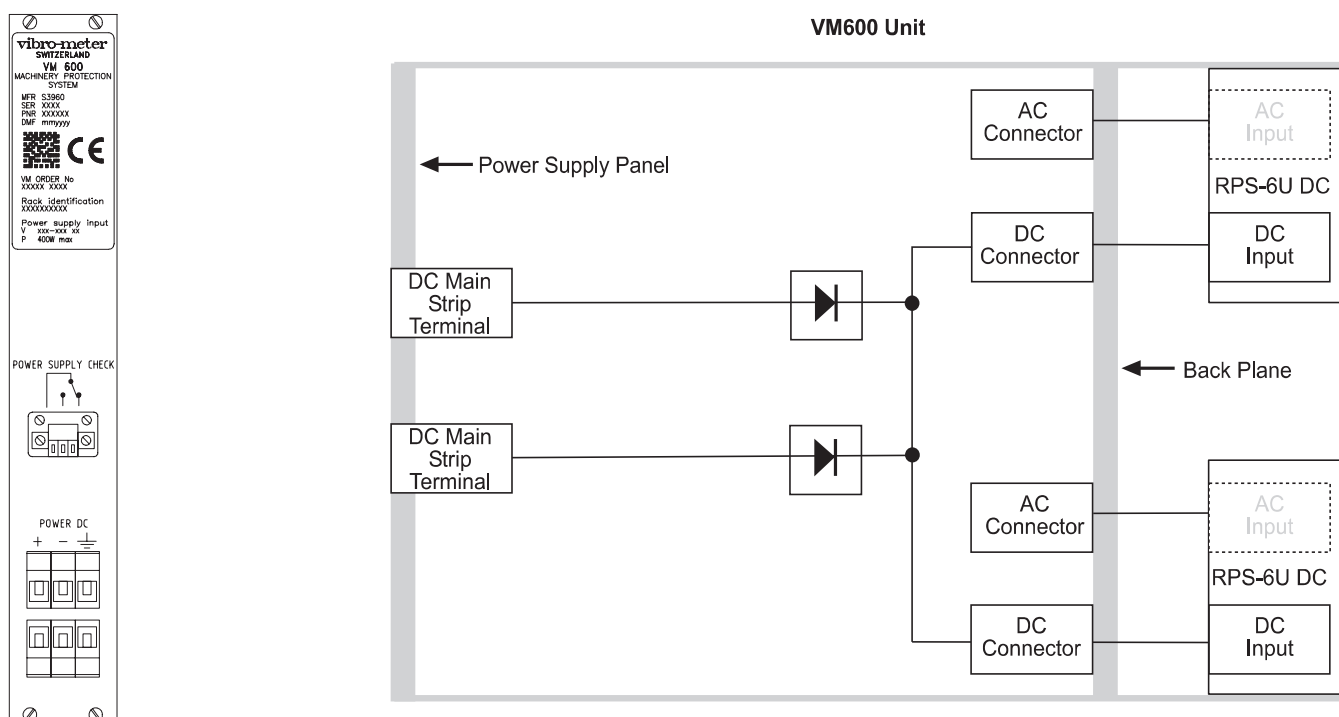 vibro-meter
SWITZERLAND
VM 600
MACHINERY PROTECTION
SYSTEM
MFR S3960
SER XXXX
PNR XXXXXX
DMF mmyyyy
CE
VM ORDER No
XXXXX XXXX
Rack identification
XXXXXXXXXX
Power supply input
V xxx-xxx xx
P 400W max
POWER SUPPLY CHECK
POWER DC
+ -
VM600 Unit
Power Supply Panel
AC
Connector
AC
Input
RPS-6U DC
DC
Connector
DC
Input
DC Main
Strip
Terminal
Back Plane
DC Main
Strip
Terminal
AC
Connector
AC
Input
RPS-6U DC
DC
Connector
DC
Input